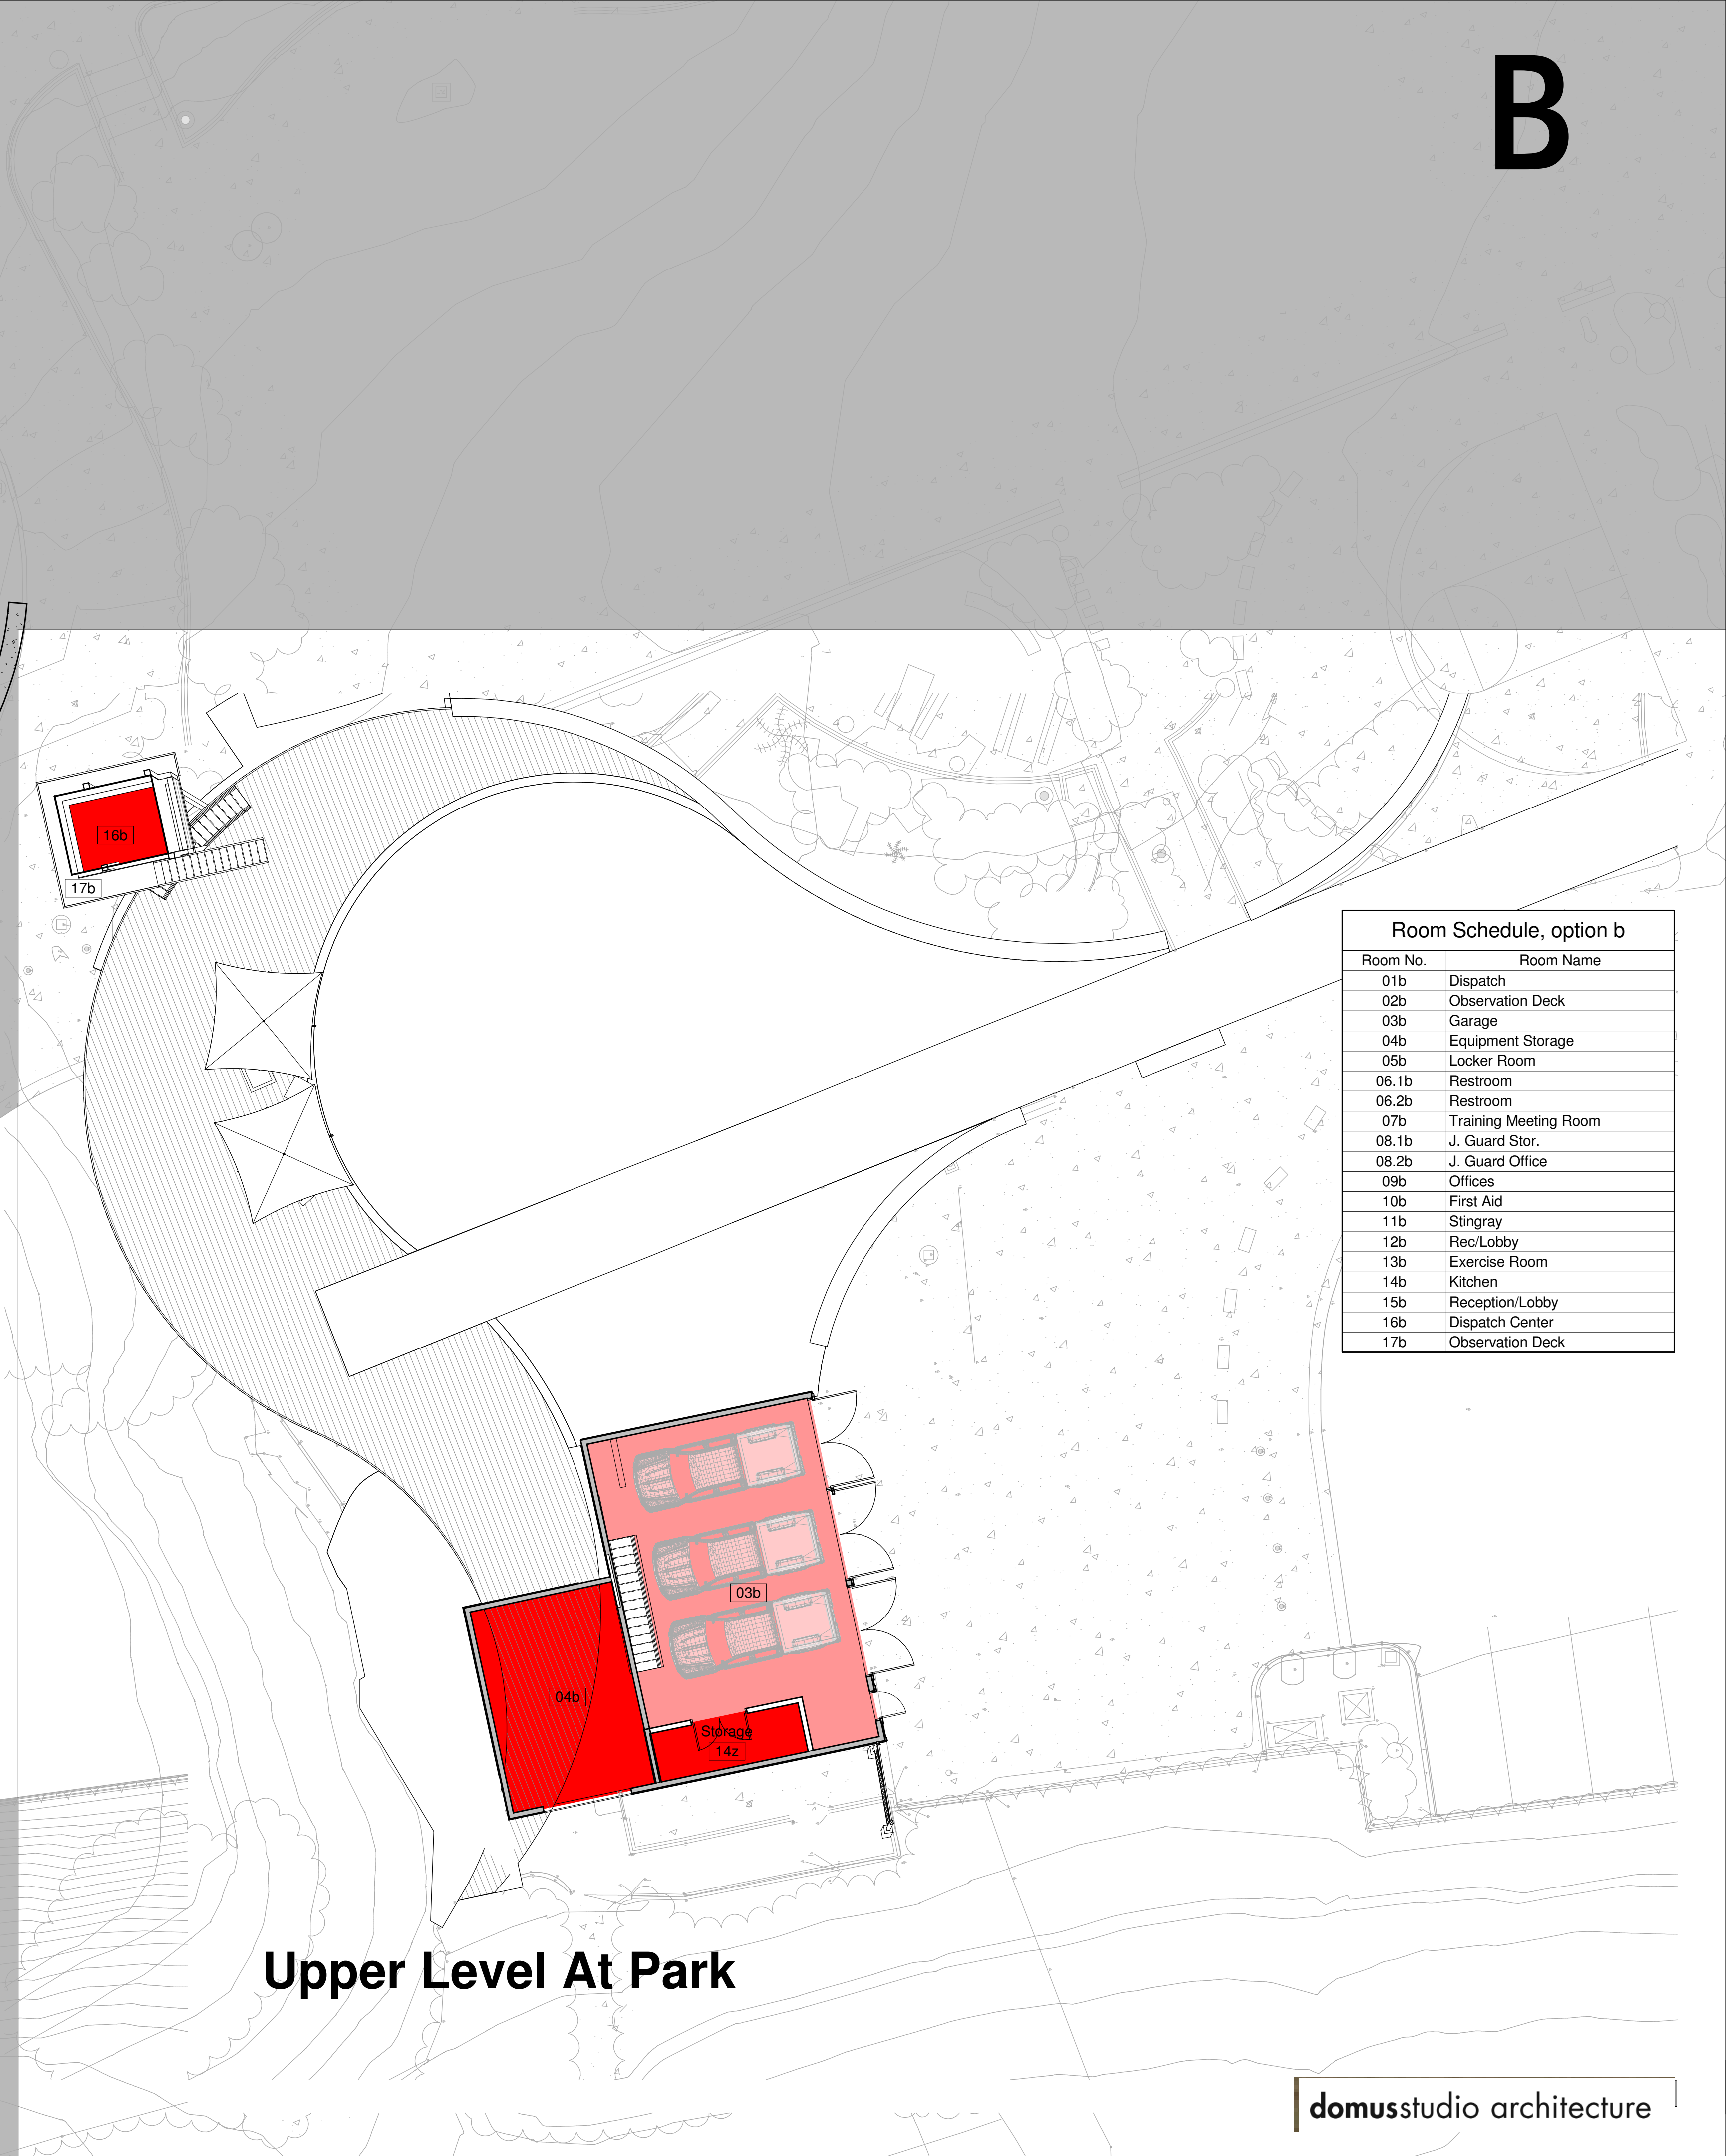 B
16b
17b
Room Schedule, option b
Room No. Room Name
01b Dispatch
02b Observation Deck
03b Garage
04b Equipment Storage
05b Locker Room
06.1b Restroom
06.2b Restroom
07b Training Meeting Room
08.1b J. Guard Stor.
08.2b J. Guard Office
09b Offices
10b First Aid
11b Stingray
12b Rec/Lobby
13b Exercise Room
14b Kitchen
15b Reception/Lobby
16b Dispatch Center
17b Observation Deck
03b
04b
Storage
14z
Upper Level At Park
domusstudio architecture